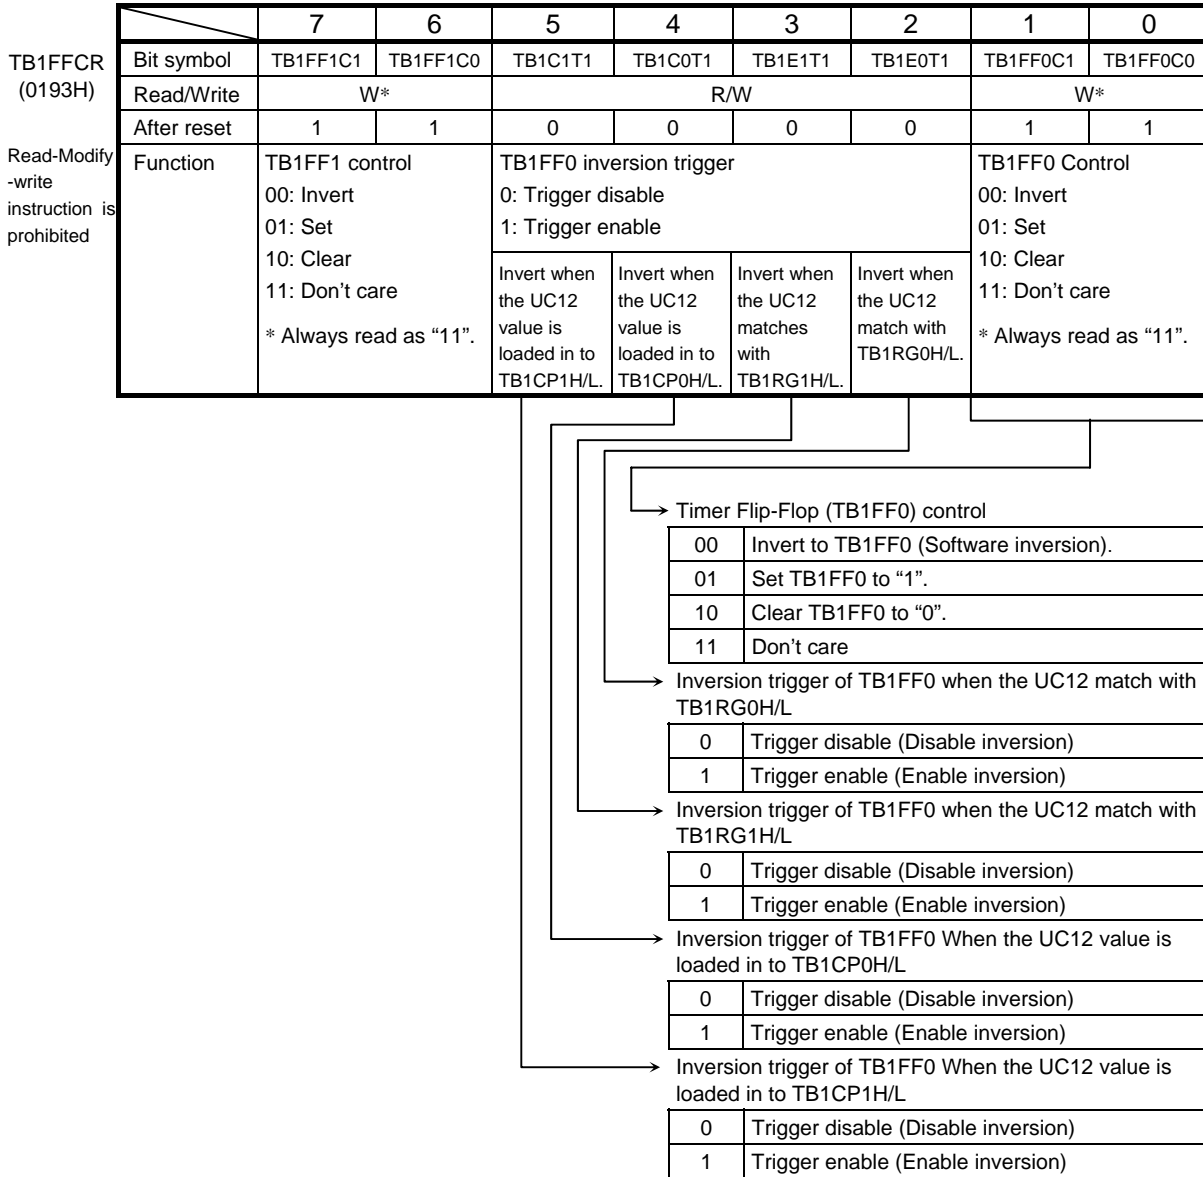 7 6 5 4 3 2 1 0
TB1FFCR
(0193H)
Bit symbol TB1FF1C1 TB1FF1C0 TB1C1T1 TB1C0T1 TB1E1T1 TB1E0T1 TB1FF0C1 TB1FF0C0
Read/Write W* R/W W*
After reset 1 1 0 0 0 0 1 1
Read-Modify
-write
instruction is
prohibited
Function
TB1FF1 control
00: Invert
01: Set
10: Clear
11: Don't care
* Always read as “11”.
TB1FF0 inversion trigger
0: Trigger disable
1: Trigger enable
Invert when
the UC12
value is
loaded in to
TB1CP1H/L.
Invert when
the UC12
value is
loaded in to
TB1CP0H/L.
Invert when
the UC12
matches
with
TB1RG1H/L.
Invert when
the UC12
match with
TB1RG0H/L.
TB1FF0 Control
00: Invert
01: Set
10: Clear
11: Don't care
* Always read as “11”.
Timer Flip-Flop (TB1FF0) control
00 Invert to TB1FF0 (Software inversion).
01 Set TB1FF0 to “1”.
10 Clear TB1FF0 to “0”.
11 Don't care
Inversion trigger of TB1FF0 when the UC12 match with
TB1RG0H/L
0 Trigger disable (Disable inversion)
1 Trigger enable (Enable inversion)
Inversion trigger of TB1FF0 when the UC12 match with
TB1RG1H/L
0 Trigger disable (Disable inversion)
1 Trigger enable (Enable inversion)
Inversion trigger of TB1FF0 When the UC12 value is
loaded in to TB1CP0H/L
0 Trigger disable (Disable inversion)
1 Trigger enable (Enable inversion)
Inversion trigger of TB1FF0 When the UC12 value is
loaded in to TB1CP1H/L
0 Trigger disable (Disable inversion)
1 Trigger enable (Enable inversion)